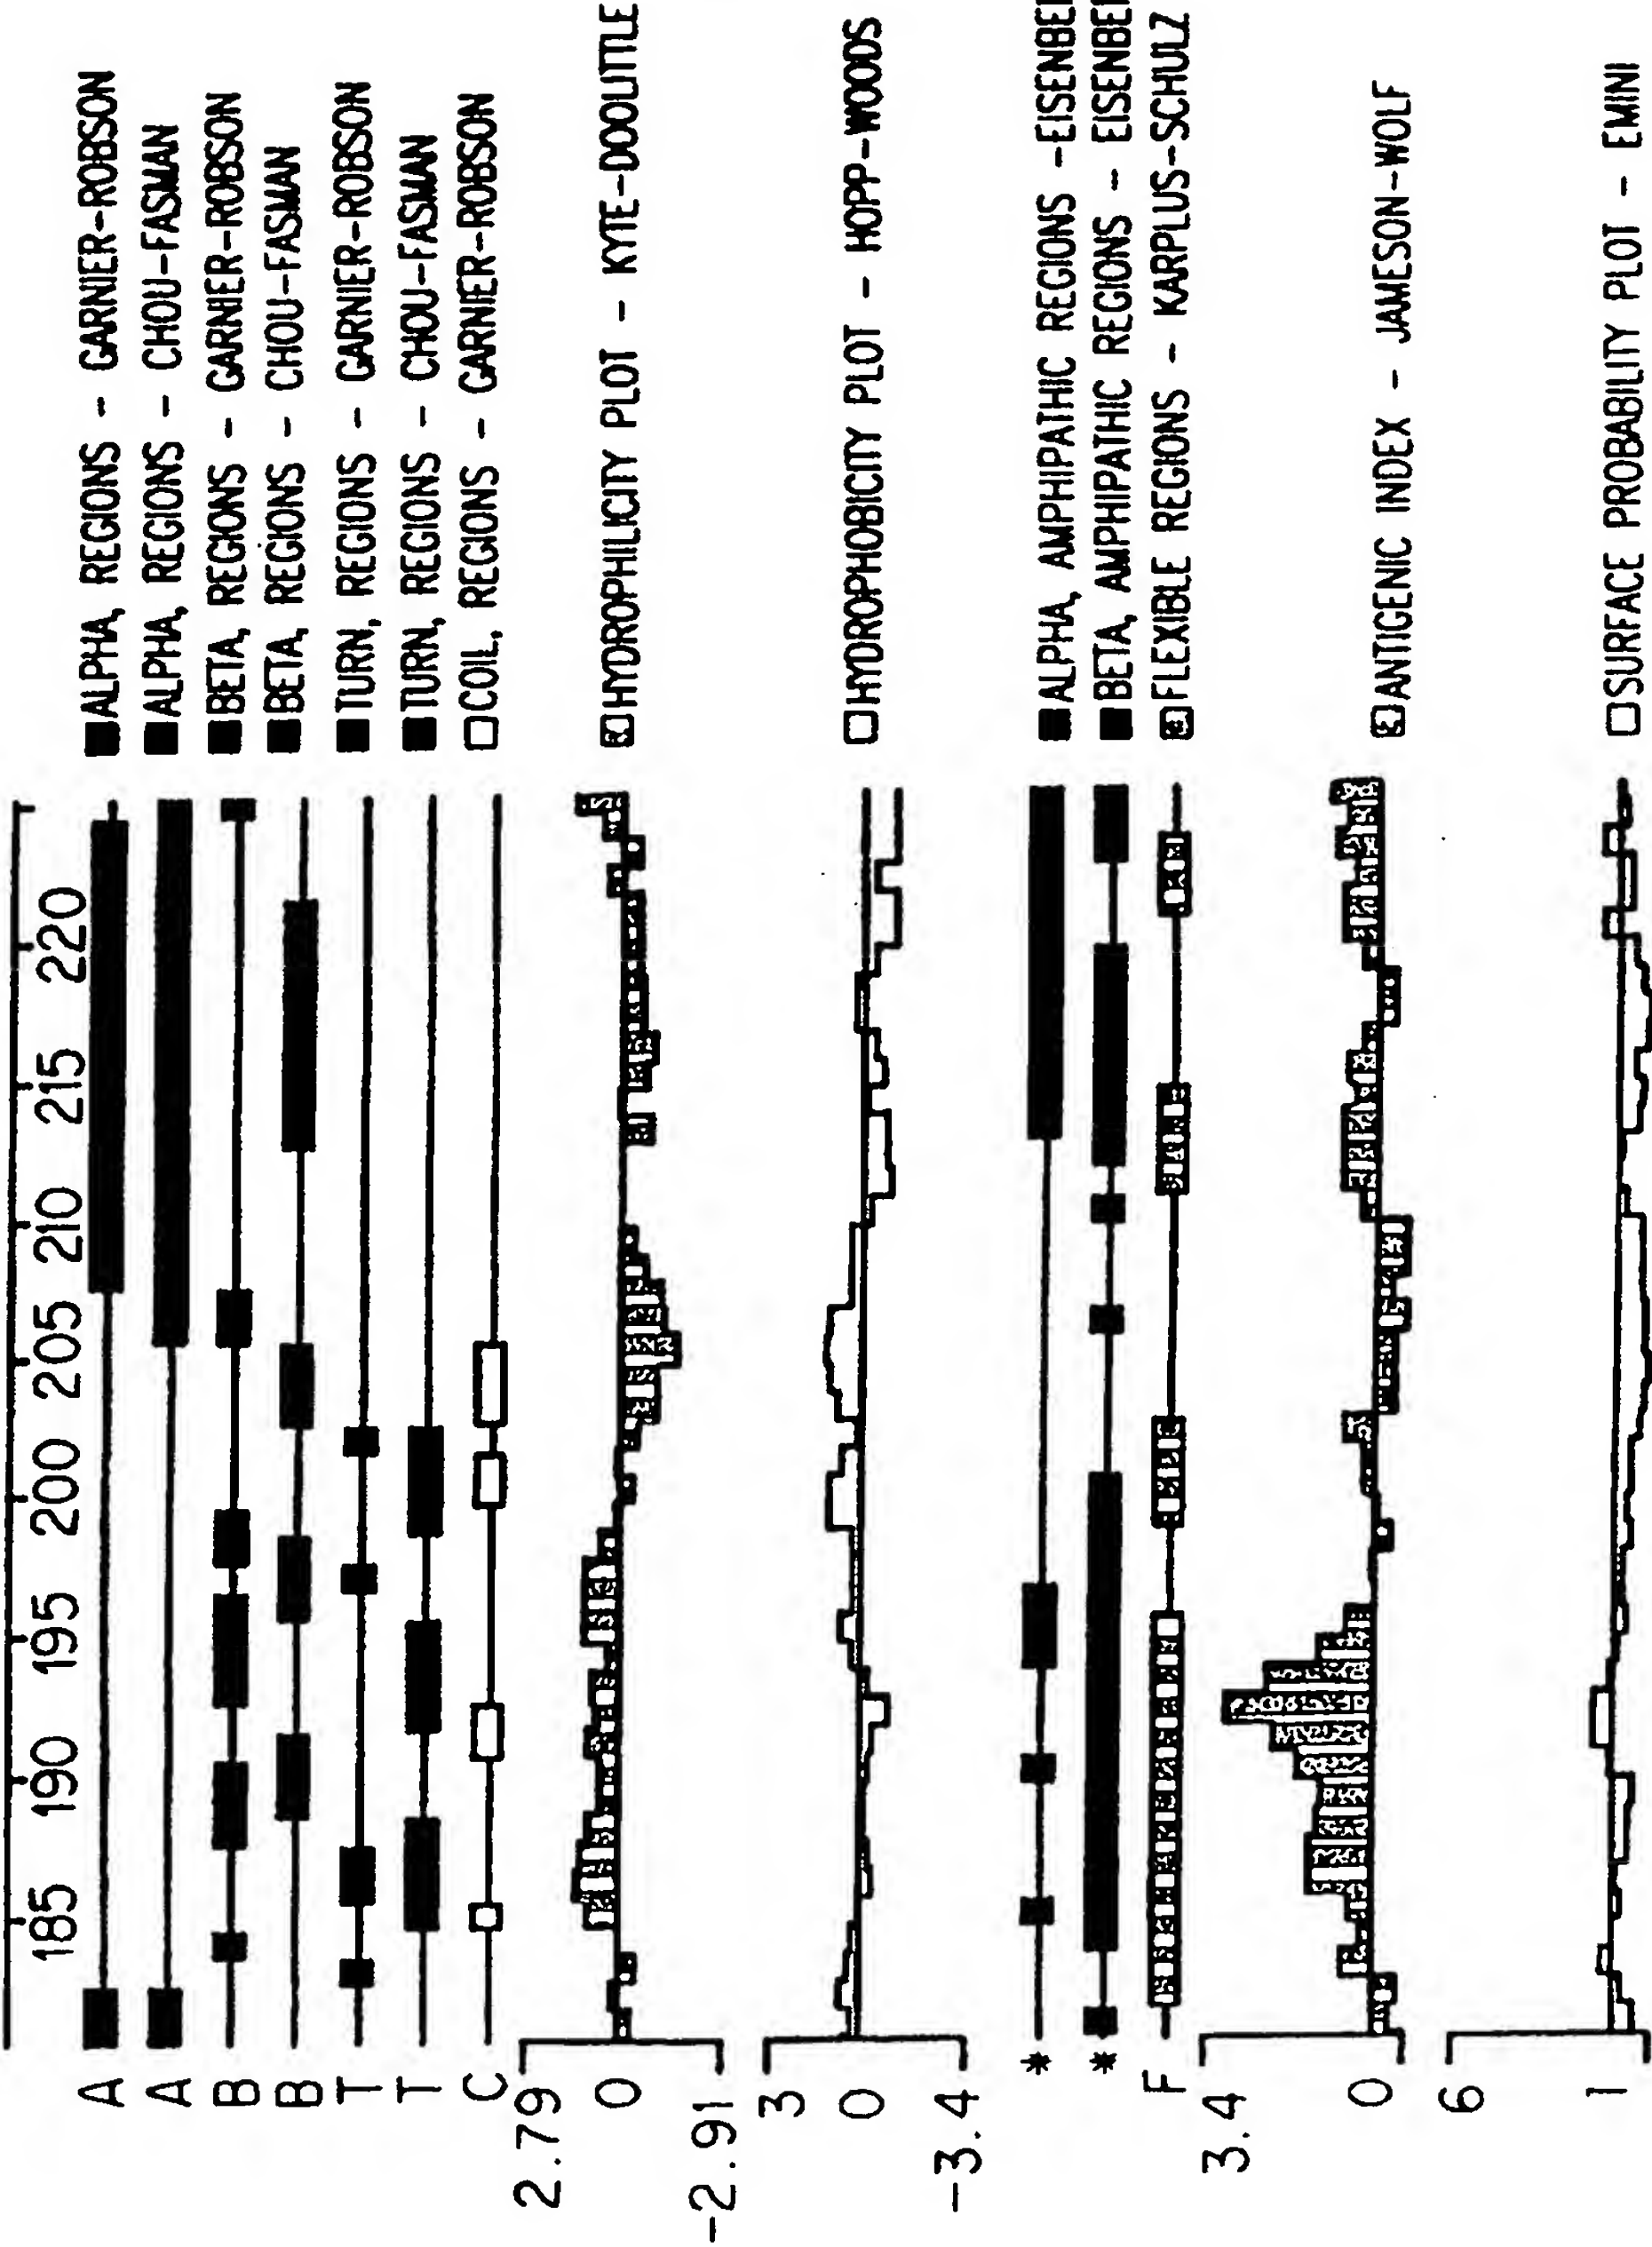 185 190 195 200 205 210 215 220
A ALPHA, REGIONS - GARNIER-ROBSON
A ALPHA, REGIONS - CHOU-FASMAN
B BETA, REGIONS - GARNIER-ROBSON
B BETA, REGIONS - CHOU-FASMAN
T TURN, REGIONS - GARNIER-ROBSON
T TURN, REGIONS - CHOU-FASMAN
C COIL, REGIONS - GARNIER-ROBSON
2.79
0 HYDROPHILICITY PLOT - KYTE-DOOLITTLE
-2.91
3
0 HYDROPHOBICITY PLOT - HOPP-WOODS
-3.4
* ALPHA, AMPHIPATHIC REGIONS -EISENBE
* BETA, AMPHIPATHIC REGIONS - EISENBE
F FLEXIBLE REGIONS - KARPLUS-SCHULZ
3.4
0 ANTIGENIC INDEX - JAMESON-WOLF
6
1 SURFACE PROBABILITY PLOT - EMINI